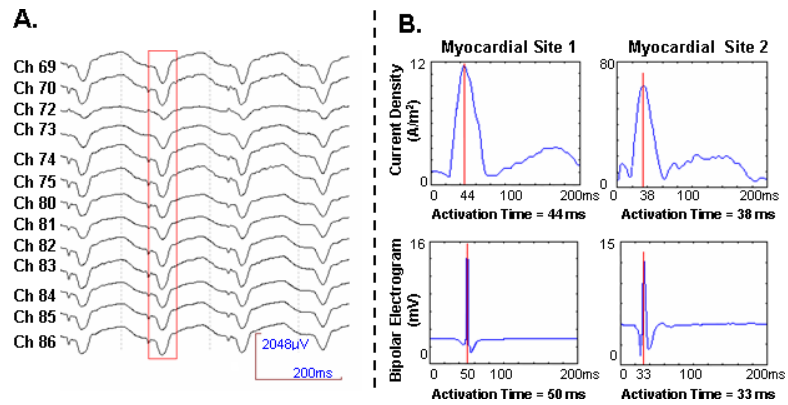 A.
Ch 69
Ch 70
Ch 72
Ch 73
Ch 74
Ch 75
Ch 80
Ch 81
Ch 82
Ch 83
Ch 84
Ch 85
Ch 86
2048μV
200ms
B.
Myocardial Site 1
Myocardial Site 2
Current Density
(A/m²)
12
0
0
44
100
200ms
Activation Time = 44 ms
80
0
0
38
100
200ms
Activation Time = 38 ms
Bipolar Electrogram
(mV)
16
0
0
50
100
200ms
Activation Time = 50 ms
15
0
0
33
100
200ms
Activation Time = 33 ms